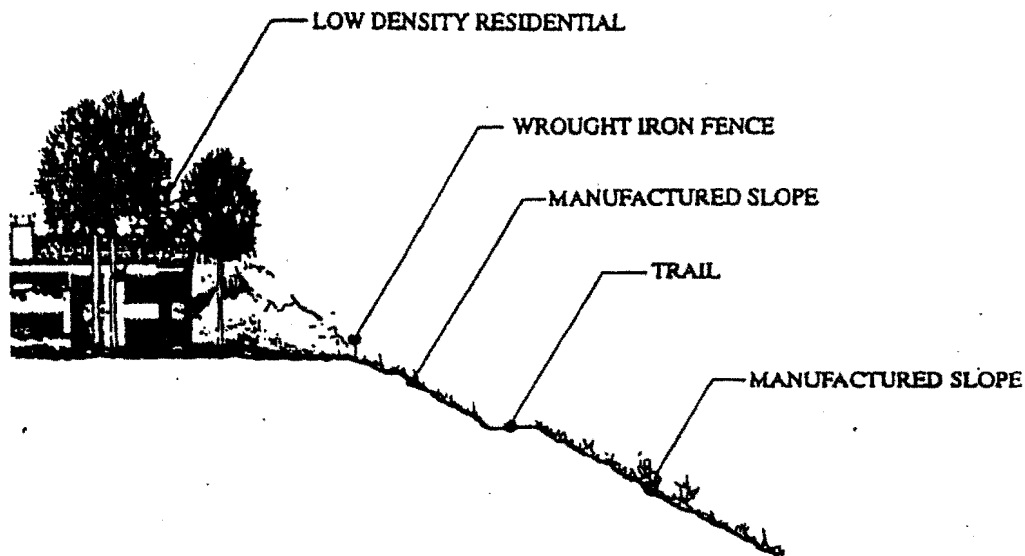 LOW DENSITY RESIDENTIAL
WROUGHT IRON FENCE
MANUFACTURED SLOPE
TRAIL
MANUFACTURED SLOPE